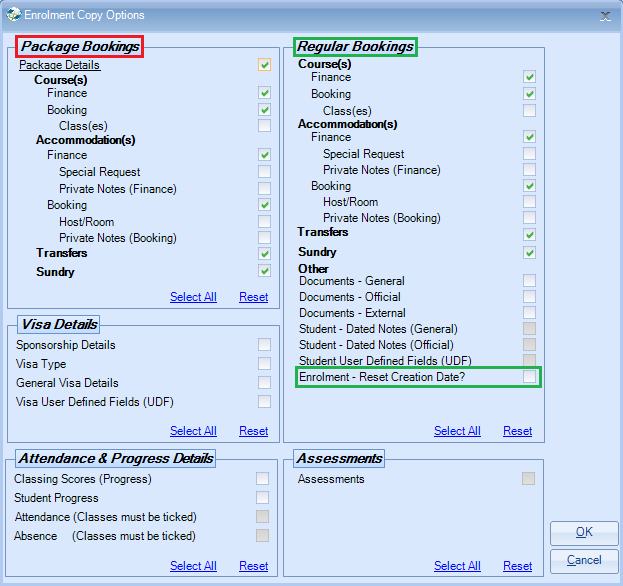 Enrolment Copy Options
Package Bookings
Package Details
Course(s)
Finance
Booking
Class(es)
Accommodation(s)
Finance
Special Request
Private Notes (Finance)
Booking
Host/Room
Private Notes (Booking)
Transfers
Sundry
Select All Reset
Visa Details
Sponsorship Details
Visa Type
General Visa Details
Visa User Defined Fields (UDF)
Select All Reset
Attendance & Progress Details
Classing Scores (Progress)
Student Progress
Attendance (Classes must be ticked)
Absence (Classes must be ticked)
Select All Reset
Regular Bookings
Course(s)
Finance
Booking
Class(es)
Accommodation(s)
Finance
Special Request
Private Notes (Finance)
Booking
Host/Room
Private Notes (Booking)
Transfers
Sundry
Other
Documents - General
Documents - Official
Documents - External
Student - Dated Notes (General)
Student - Dated Notes (Official)
Student User Defined Fields (UDF)
Enrolment - Reset Creation Date?
Select All Reset
Assessments
Assessments
Select All Reset
OK
Cancel